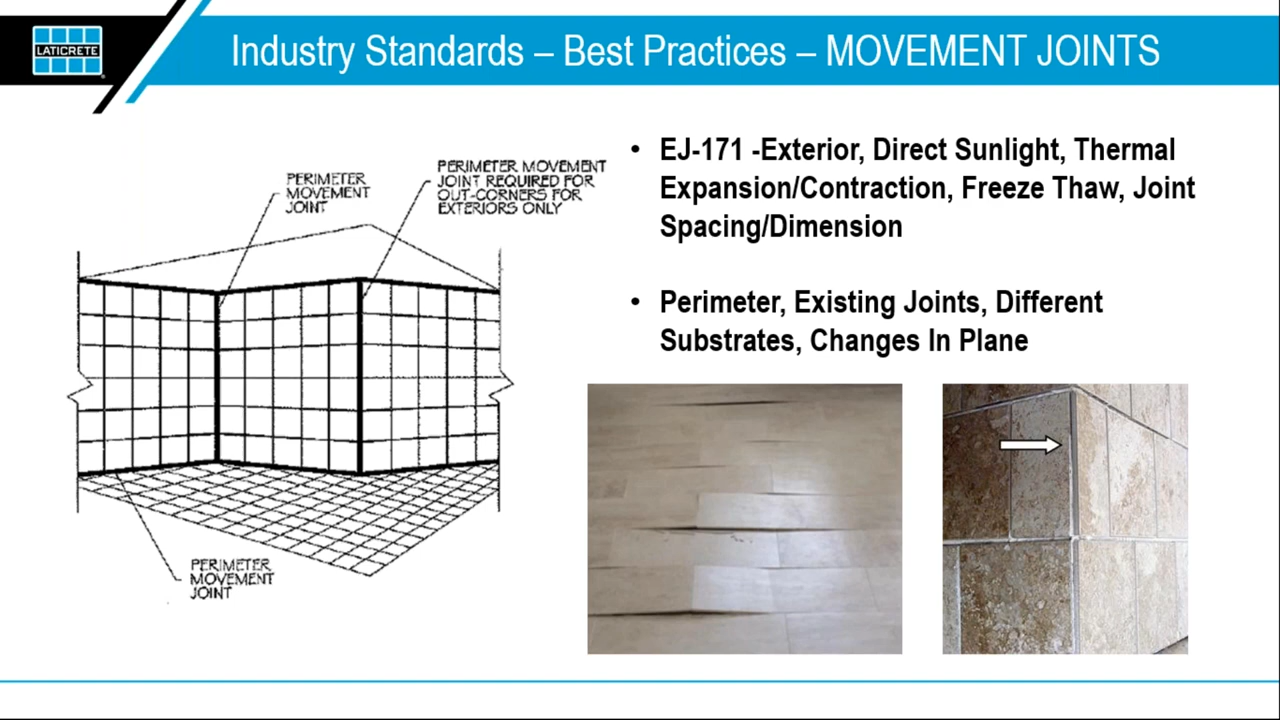 LATICRETE
Industry Standards – Best Practices – MOVEMENT JOINTS
PERIMETER
MOVEMENT
JOINT
PERIMETER MOVEMENT
JOINT REQUIRED FOR
OUT-CORNERS FOR
EXTERIORS ONLY
PERIMETER
MOVEMENT
JOINT
• EJ-171 -Exterior, Direct Sunlight, Thermal
Expansion/Contraction, Freeze Thaw, Joint
Spacing/Dimension
• Perimeter, Existing Joints, Different
Substrates, Changes In Plane